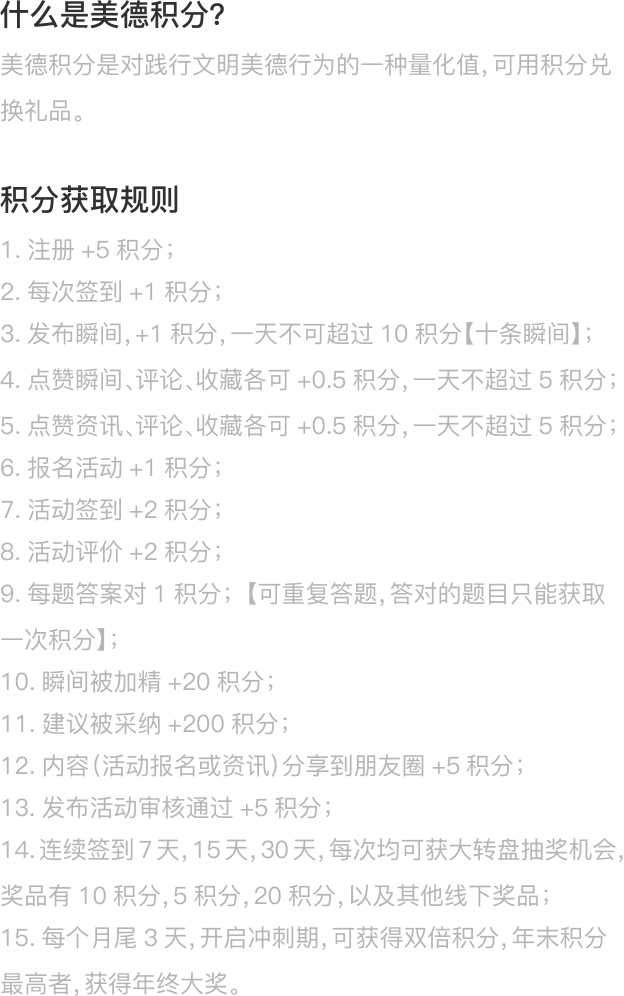 什么是美德积分？
美德积分是对践行文明美德行为的一种量化值，可用积分兑
换礼品。
积分获取规则
1. 注册 +5 积分；
2. 每次签到 +1 积分；
3. 发布瞬间，+1 积分，一天不可超过 10 积分【十条瞬间】；
4. 点赞瞬间、评论、收藏各可 +0.5 积分，一天不超过 5 积分；
5. 点赞资讯、评论、收藏各可 +0.5 积分，一天不超过 5 积分；
6. 报名活动 +1 积分；
7. 活动签到 +2 积分；
8. 活动评价 +2 积分；
9. 每题答案对 1 积分；【可重复答题，答对的题目只能获取
一次积分】；
10. 瞬间被加精 +20 积分；
11. 建议被采纳 +200 积分；
12. 内容（活动报名或资讯）分享到朋友圈 +5 积分；
13. 发布活动审核通过 +5 积分；
14. 连续签到 7 天，15 天，30 天，每次均可获大转盘抽奖机会，
奖品有 10 积分，5 积分，20 积分，以及其他线下奖品；
15. 每个月尾 3 天，开启冲刺期，可获得双倍积分，年末积分
最高者，获得年终大奖。